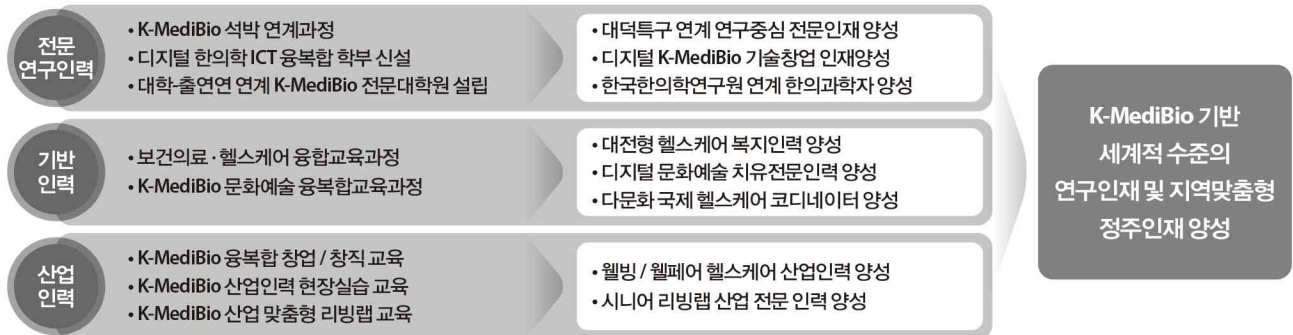 전문
연구인력
• K-MediBio 석박 연계과정
• 디지털 한의학 ICT 융복합 학부 신설
• 대학-출연연 연계 K-MediBio 전문대학원 설립
• 대덕특구 연계 연구중심 전문인재 양성
• 디지털 K-MediBio 기술창업 인재양성
• 한국한의학연구원 연계 한의과학자 양성
기반
인력
• 보건의료 · 헬스케어 융합교육과정
• K-MediBio 문화예술 융복합교육과정
• 대전형 헬스케어 복지인력 양성
• 디지털 문화예술 치유전문인력 양성
• 다문화 국제 헬스케어 코디네이터 양성
산업
인력
• K-MediBio 융복합 창업 / 창직 교육
• K-MediBio 산업인력 현장실습 교육
• K-MediBio 산업 맞춤형 리빙랩 교육
• 웰빙 / 웰페어 헬스케어 산업인력 양성
• 시니어 리빙랩 산업 전문 인력 양성
K-MediBio 기반
세계적 수준의
연구인재 및 지역맞춤형
정주인재 양성